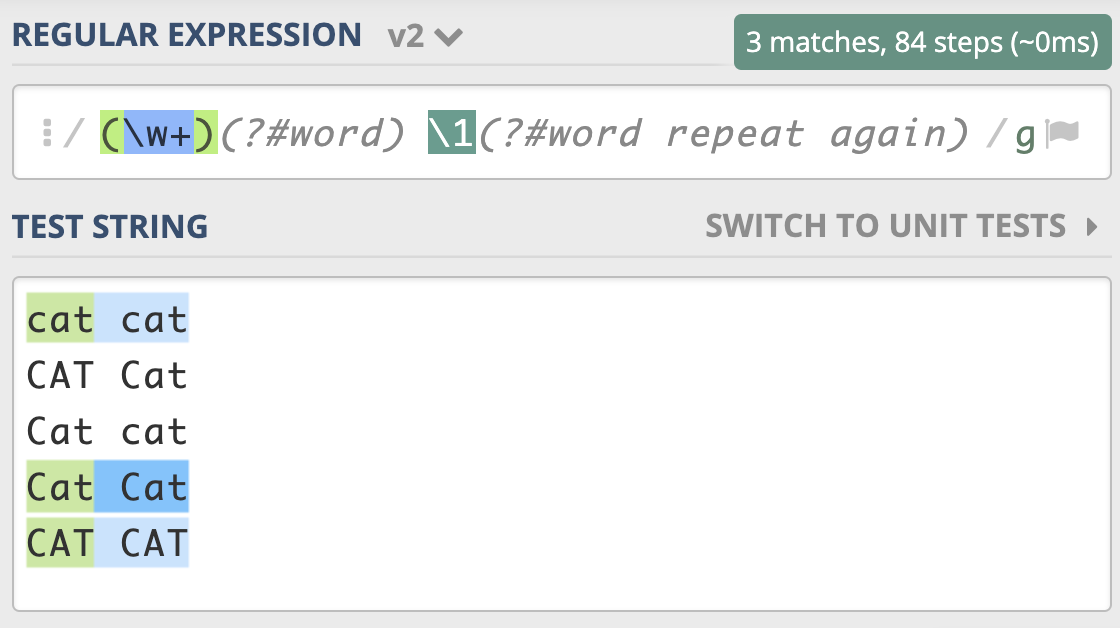 REGULAR EXPRESSION v2 3 matches, 84 steps (~0ms)
/ (\w+)(?#word) \1(?#word repeat again) / g
TEST STRING SWITCH TO UNIT TESTS
cat cat
CAT Cat
Cat cat
Cat Cat
CAT CAT